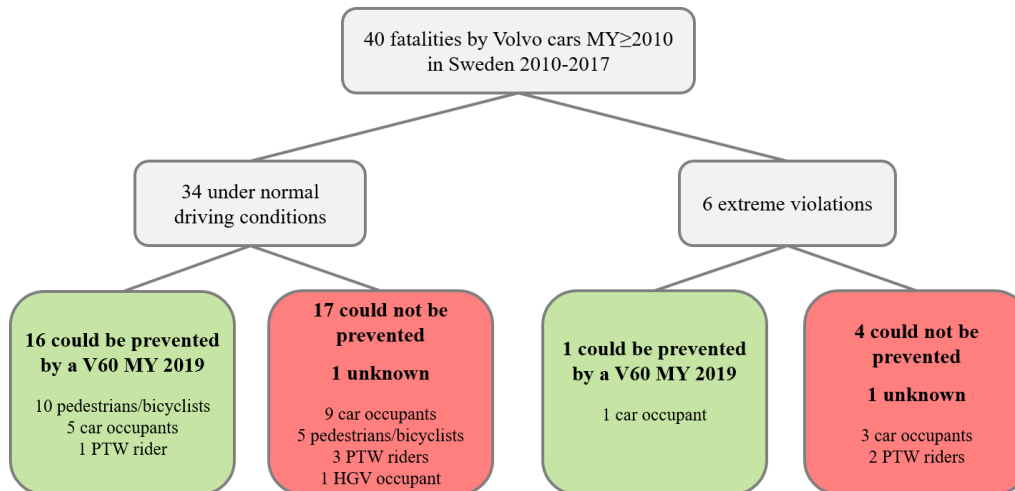 40 fatalities by Volvo cars MY≥2010
in Sweden 2010-2017
34 under normal
driving conditions
6 extreme violations
16 could be prevented
by a V60 MY 2019
10 pedestrians/bicyclists
5 car occupants
1 PTW rider
17 could not be
prevented
1 unknown
9 car occupants
5 pedestrians/bicyclists
3 PTW riders
1 HGV occupant
1 could be prevented
by a V60 MY 2019
1 car occupant
4 could not be
prevented
1 unknown
3 car occupants
2 PTW riders